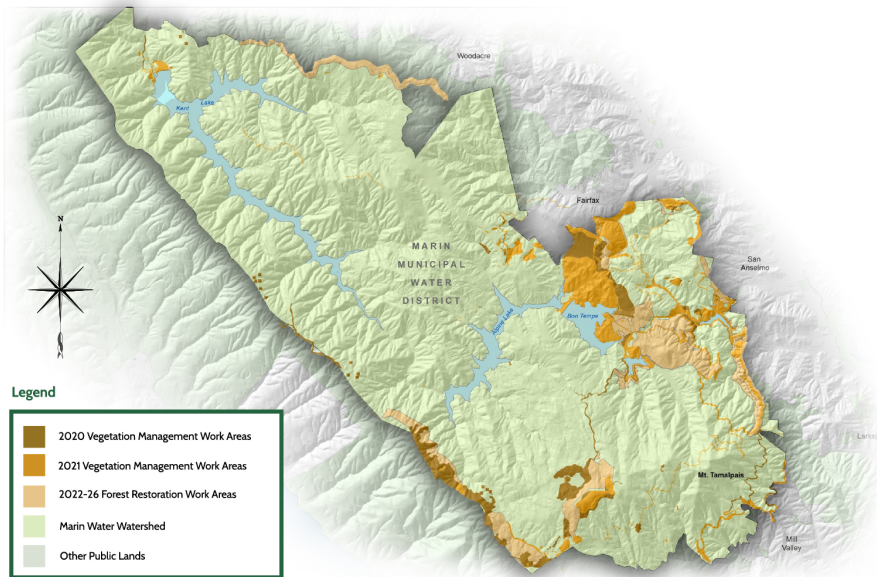 Woodacre
Kent Lake
Fairfax
N
San
Anselmo
MARIN
MUNICIPAL
WATER
DISTRICT
Alpine Lake
Bon Tempe
Legend
2020 Vegetation Management Work Areas
2021 Vegetation Management Work Areas
2022-26 Forest Restoration Work Areas
Marin Water Watershed
Other Public Lands
Mt. Tamalpais
Mill
Valley